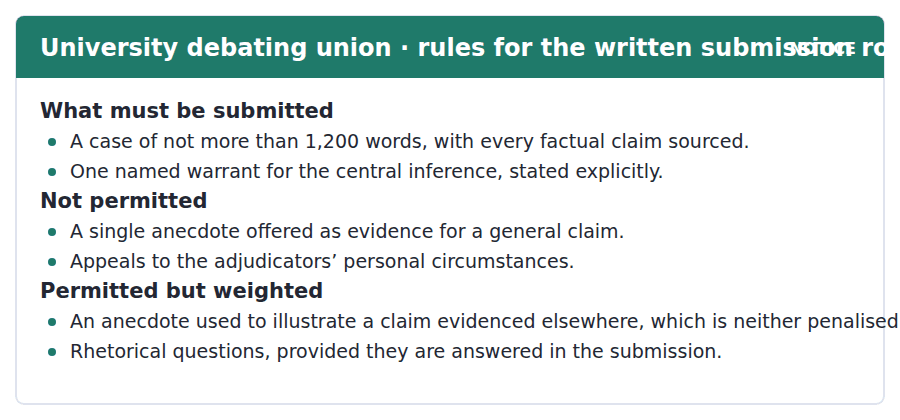 University debating union · rules for the written submission ro
NOTICE
What must be submitted
A case of not more than 1,200 words, with every factual claim sourced.
One named warrant for the central inference, stated explicitly.
Not permitted
A single anecdote offered as evidence for a general claim.
Appeals to the adjudicators’ personal circumstances.
Permitted but weighted
An anecdote used to illustrate a claim evidenced elsewhere, which is neither penalised
Rhetorical questions, provided they are answered in the submission.